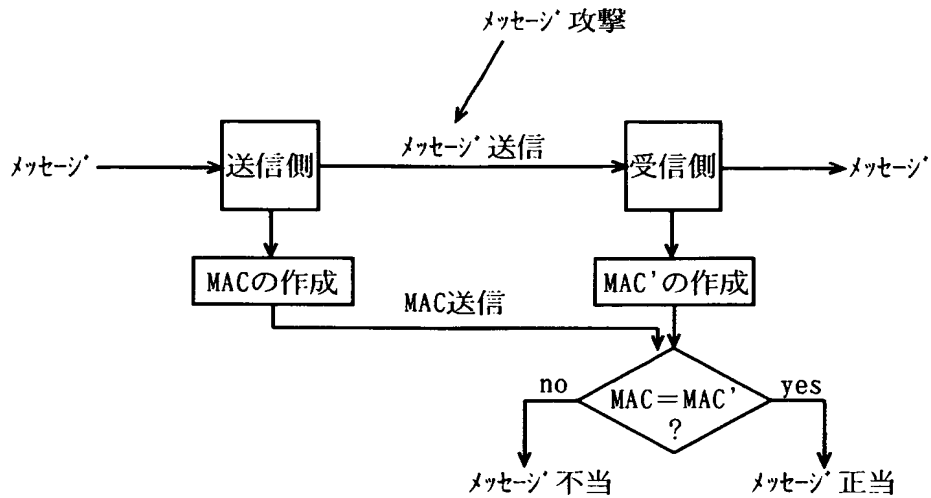 ﾒｯｾｰｼﾞ 攻撃
ﾒｯｾｰｼﾞ
送信側
ﾒｯｾｰｼﾞ 送信
受信側
ﾒｯｾｰｼﾞ
MACの作成
MAC'の作成
MAC送信
no
MAC=MAC'
?
yes
ﾒｯｾｰｼﾞ 不当
ﾒｯｾｰｼﾞ 正当